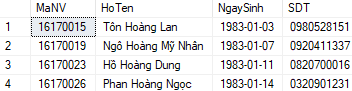 MaNV HoTen NgaySinh SDT
1 16170015 Tôn Hoàng Lan 1983-01-03 0980528151
2 16170019 Ngô Hoàng Mỹ Nhân 1983-01-07 0920411337
3 16170023 Hồ Hoàng Dung 1983-01-11 0820700016
4 16170026 Phan Hoàng Ngọc 1983-01-14 0320901231